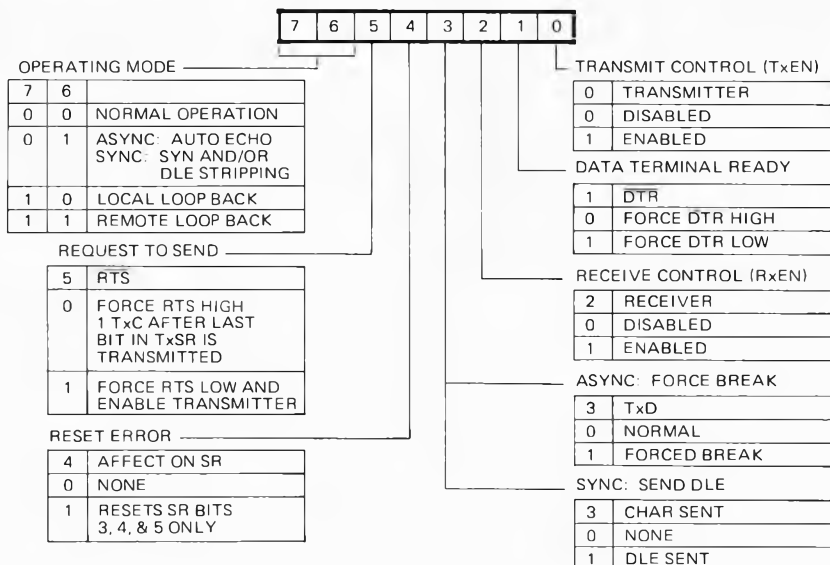 7 6 5 4 3 2 1 0
OPERATING MODE
7 6
0 0 NORMAL OPERATION
0 1 ASYNC: AUTO ECHO
SYNC: SYN AND/OR
DLE STRIPPING
1 0 LOCAL LOOP BACK
1 1 REMOTE LOOP BACK
REQUEST TO SEND
5 R̅T̅S̅
0 FORCE RTS HIGH
1 TxC AFTER LAST
BIT IN TxSR IS
TRANSMITTED
1 FORCE RTS LOW AND
ENABLE TRANSMITTER
RESET ERROR
4 AFFECT ON SR
0 NONE
1 RESETS SR BITS
3, 4, & 5 ONLY
TRANSMIT CONTROL (TxEN)
0 TRANSMITTER
0 DISABLED
1 ENABLED
DATA TERMINAL READY
1 D̅T̅R̅
0 FORCE D̅T̅R̅ HIGH
1 FORCE DTR LOW
RECEIVE CONTROL (RxEN)
2 RECEIVER
0 DISABLED
1 ENABLED
ASYNC: FORCE BREAK
3 TxD
0 NORMAL
1 FORCED BREAK
SYNC: SEND DLE
3 CHAR SENT
0 NONE
1 DLE SENT